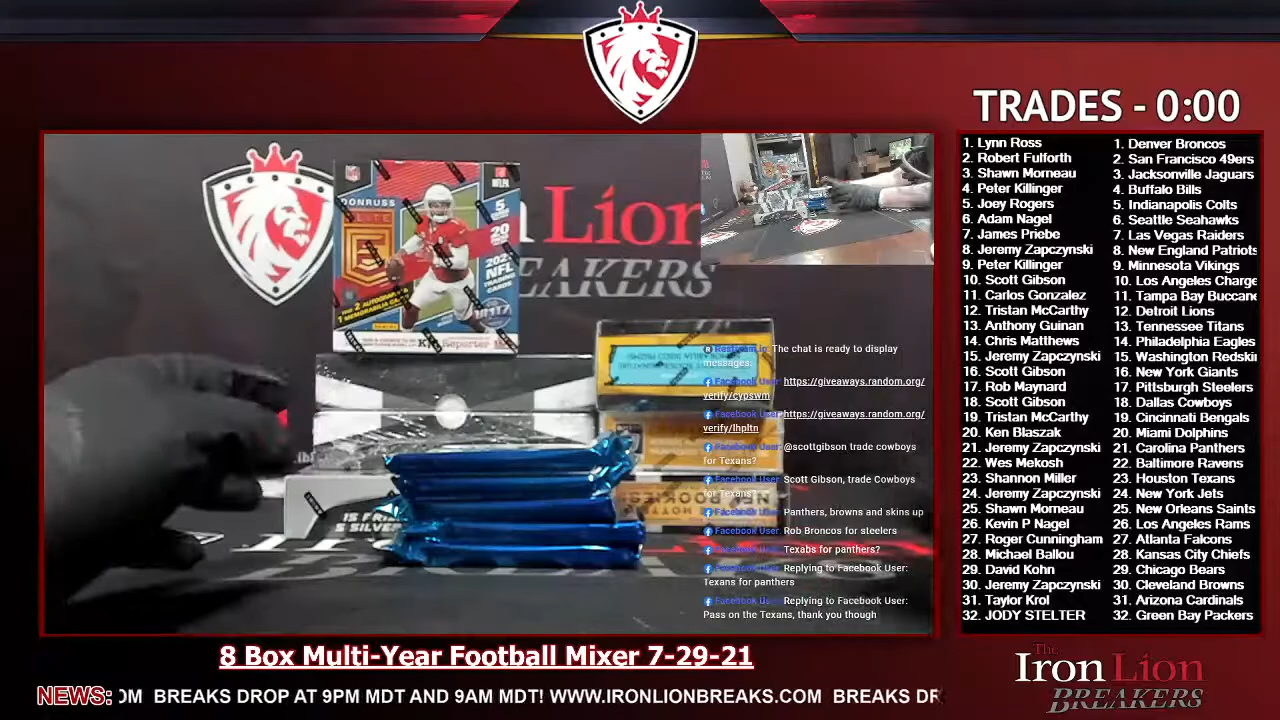 TRADES - 0:00
1. Lynn Ross
2. Robert Fulforth
3. Shawn Morneau
4. Peter Killinger
5. Joey Rogers
6. Adam Nagel
7. James Priebe
8. Jeremy Zapczynski
9. Peter Killinger
10. Scott Gibson
11. Carlos Gonzalez
12. Tristan McCarthy
13. Anthony Guinan
14. Chris Matthews
15. Jeremy Zapczynski
16. Scott Gibson
17. Rob Maynard
18. Scott Gibson
19. Tristan McCarthy
20. Ken Blaszak
21. Jeremy Zapczynski
22. Wes Mekosh
23. Shannon Miller
24. Jeremy Zapczynski
25. Shawn Morneau
26. Kevin P Nagel
27. Roger Cunningham
28. Michael Ballou
29. David Kohn
30. Jeremy Zapczynski
31. Taylor Krol
32. JODY STELTER
1. Denver Broncos
2. San Francisco 49ers
3. Jacksonville Jaguars
4. Buffalo Bills
5. Indianapolis Colts
6. Seattle Seahawks
7. Las Vegas Raiders
8. New England Patriots
9. Minnesota Vikings
10. Los Angeles Charge
11. Tampa Bay Buccane
12. Detroit Lions
13. Tennessee Titans
14. Philadelphia Eagles
15. Washington Redski
16. New York Giants
17. Pittsburgh Steelers
18. Dallas Cowboys
19. Cincinnati Bengals
20. Miami Dolphins
21. Carolina Panthers
22. Baltimore Ravens
23. Houston Texans
24. New York Jets
25. New Orleans Saints
26. Los Angeles Rams
27. Atlanta Falcons
28. Kansas City Chiefs
29. Chicago Bears
30. Cleveland Browns
31. Arizona Cardinals
32. Green Bay Packers
Lion
BREAKERS
NFL
NFLPA
DONRUSS
ELITE
5
20
2021
NFL
TRADING
CARDS
Restream.io: The chat is ready to display
messages.
Facebook User: https://giveaways.random.org/
verify/cypswm
Facebook User: https://giveaways.random.org/
verify/lhpltn
Facebook User: @scottgibson trade cowboys
for Texans?
Facebook User: Scott Gibson, trade Cowboys
for Texans?
Facebook User: Panthers, browns and skins up
Facebook User: Rob Broncos for steelers
Facebook User: Texabs for panthers?
Facebook User: Replying to Facebook User:
Texans for panthers
Facebook User: Replying to Facebook User:
Pass on the Texans, thank you though
8 Box Multi-Year Football Mixer 7-29-21
NEWS: OM BREAKS DROP AT 9PM MDT AND 9AM MDT! WWW.IRONLIONBREAKS.COM BREAKS DR
The
Iron Lion
BREAKERS